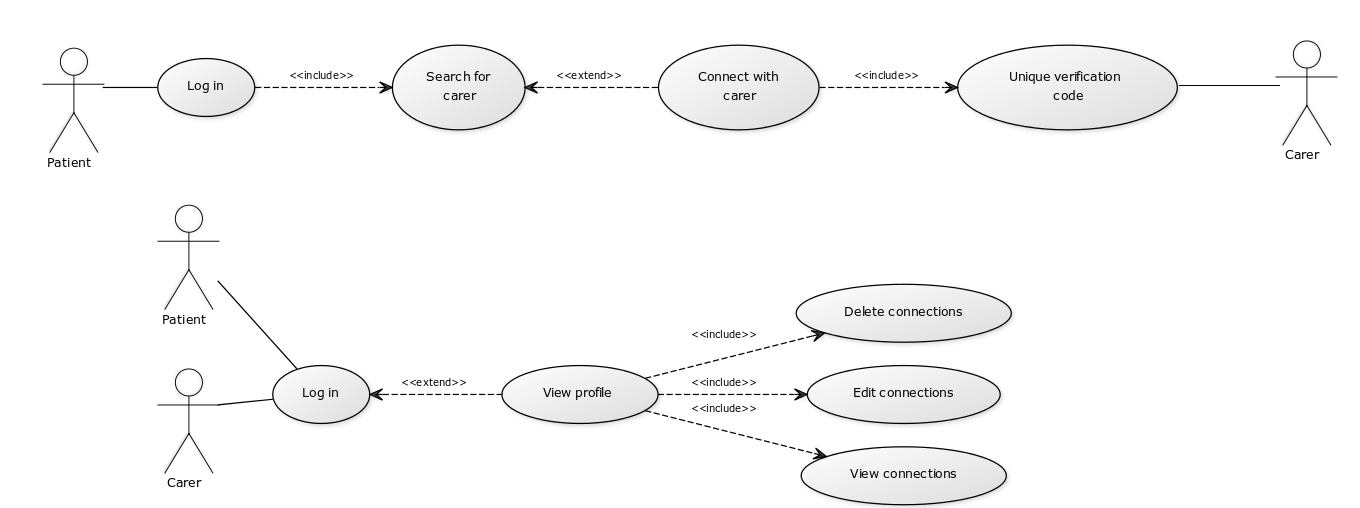 Log in
<<include>>
Search for
carer
<<extend>>
Connect with
carer
<<include>>
Unique verification
code
Patient
Carer
Patient
Carer
Log in
<<extend>>
View profile
<<include>>
Delete connections
<<include>>
Edit connections
<<include>>
View connections